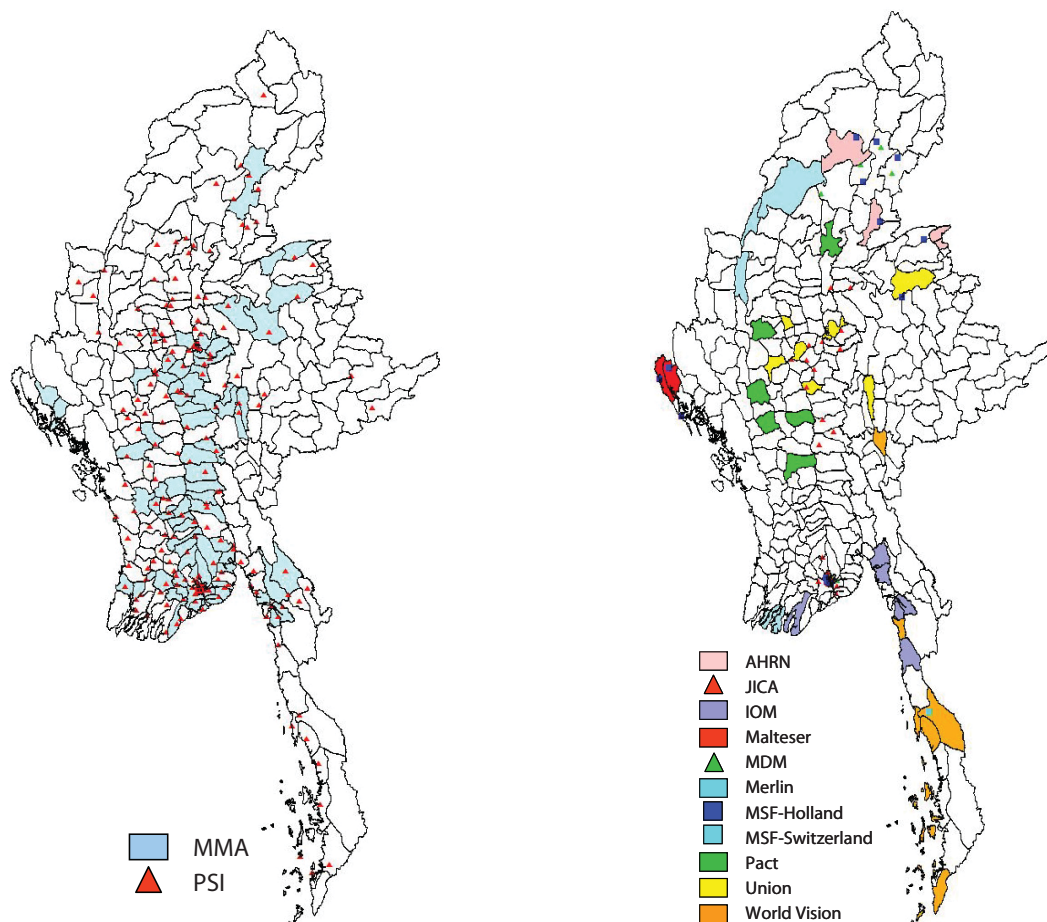 MMA
PSI
AHRN
JICA
IOM
Malteser
MDM
Merlin
MSF-Holland
MSF-Switzerland
Pact
Union
World Vision